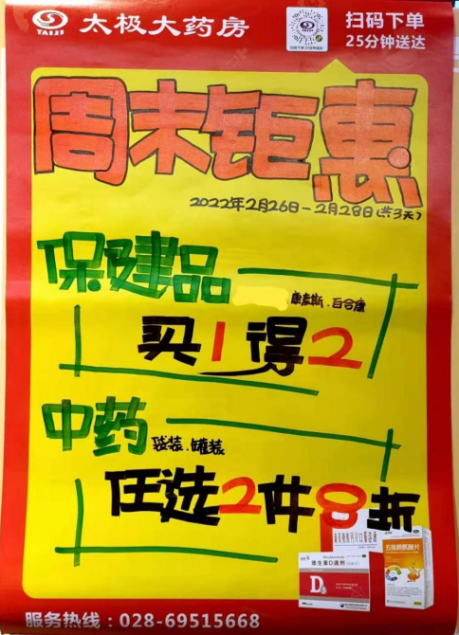 TAIJI
太极大药房
扫码下单
25分钟送达
周末钜惠
2022年2月26日-2月28日(共3天)
保健品
康麦斯.百合康
买1得2
中药
袋装.罐装
任选2件8折
维生素D滴剂
D
服务热线:028-69515668